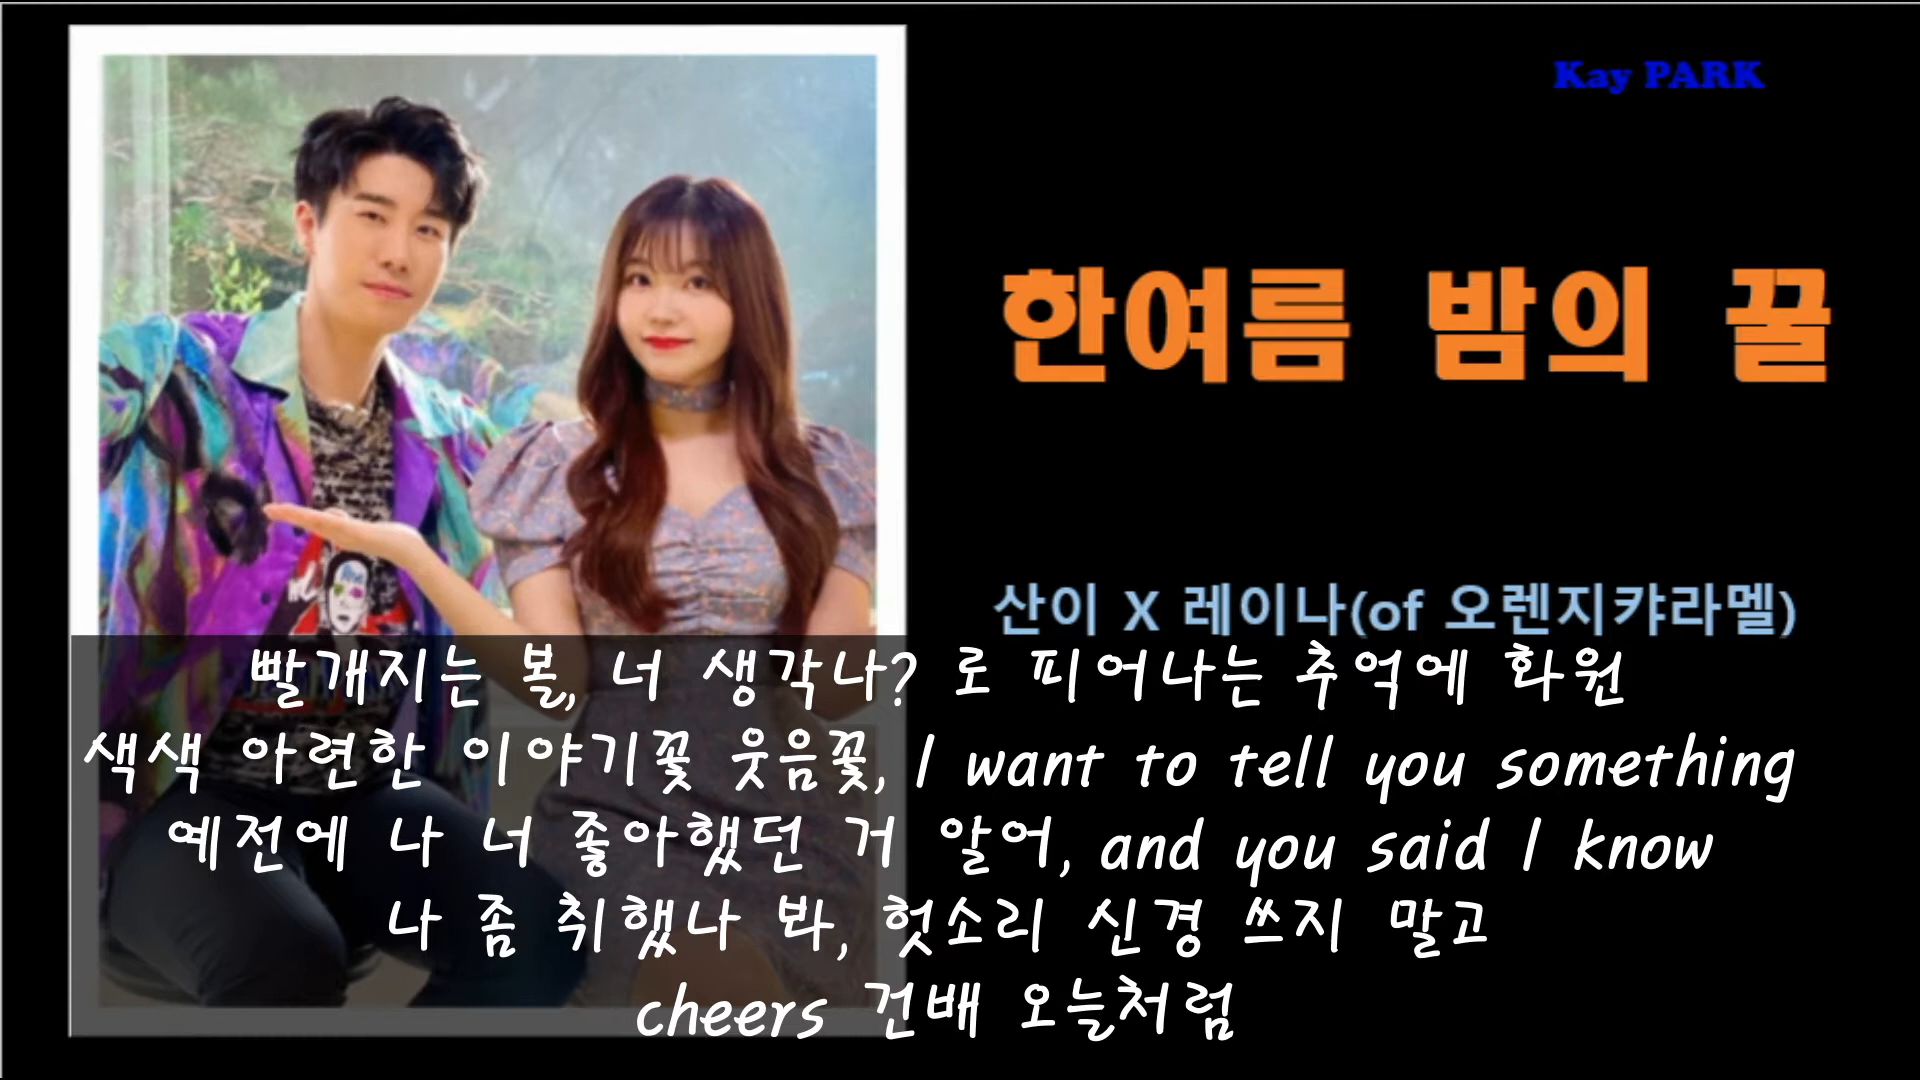 Kay PARK
한여름 밤의 꿀
산이 X 레이나(of 오렌지캬라멜)
빨개지는 볼, 너 생각나? 로 피어나는 추억에 화원
색색 아련한 이야기꽃 웃음꽃, I want to tell you something
예전에 나 너 좋아했던 거 알어, and you said I know
나 좀 취했나 봐, 헛소리 신경 쓰지 말고
cheers 건배 오늘처럼